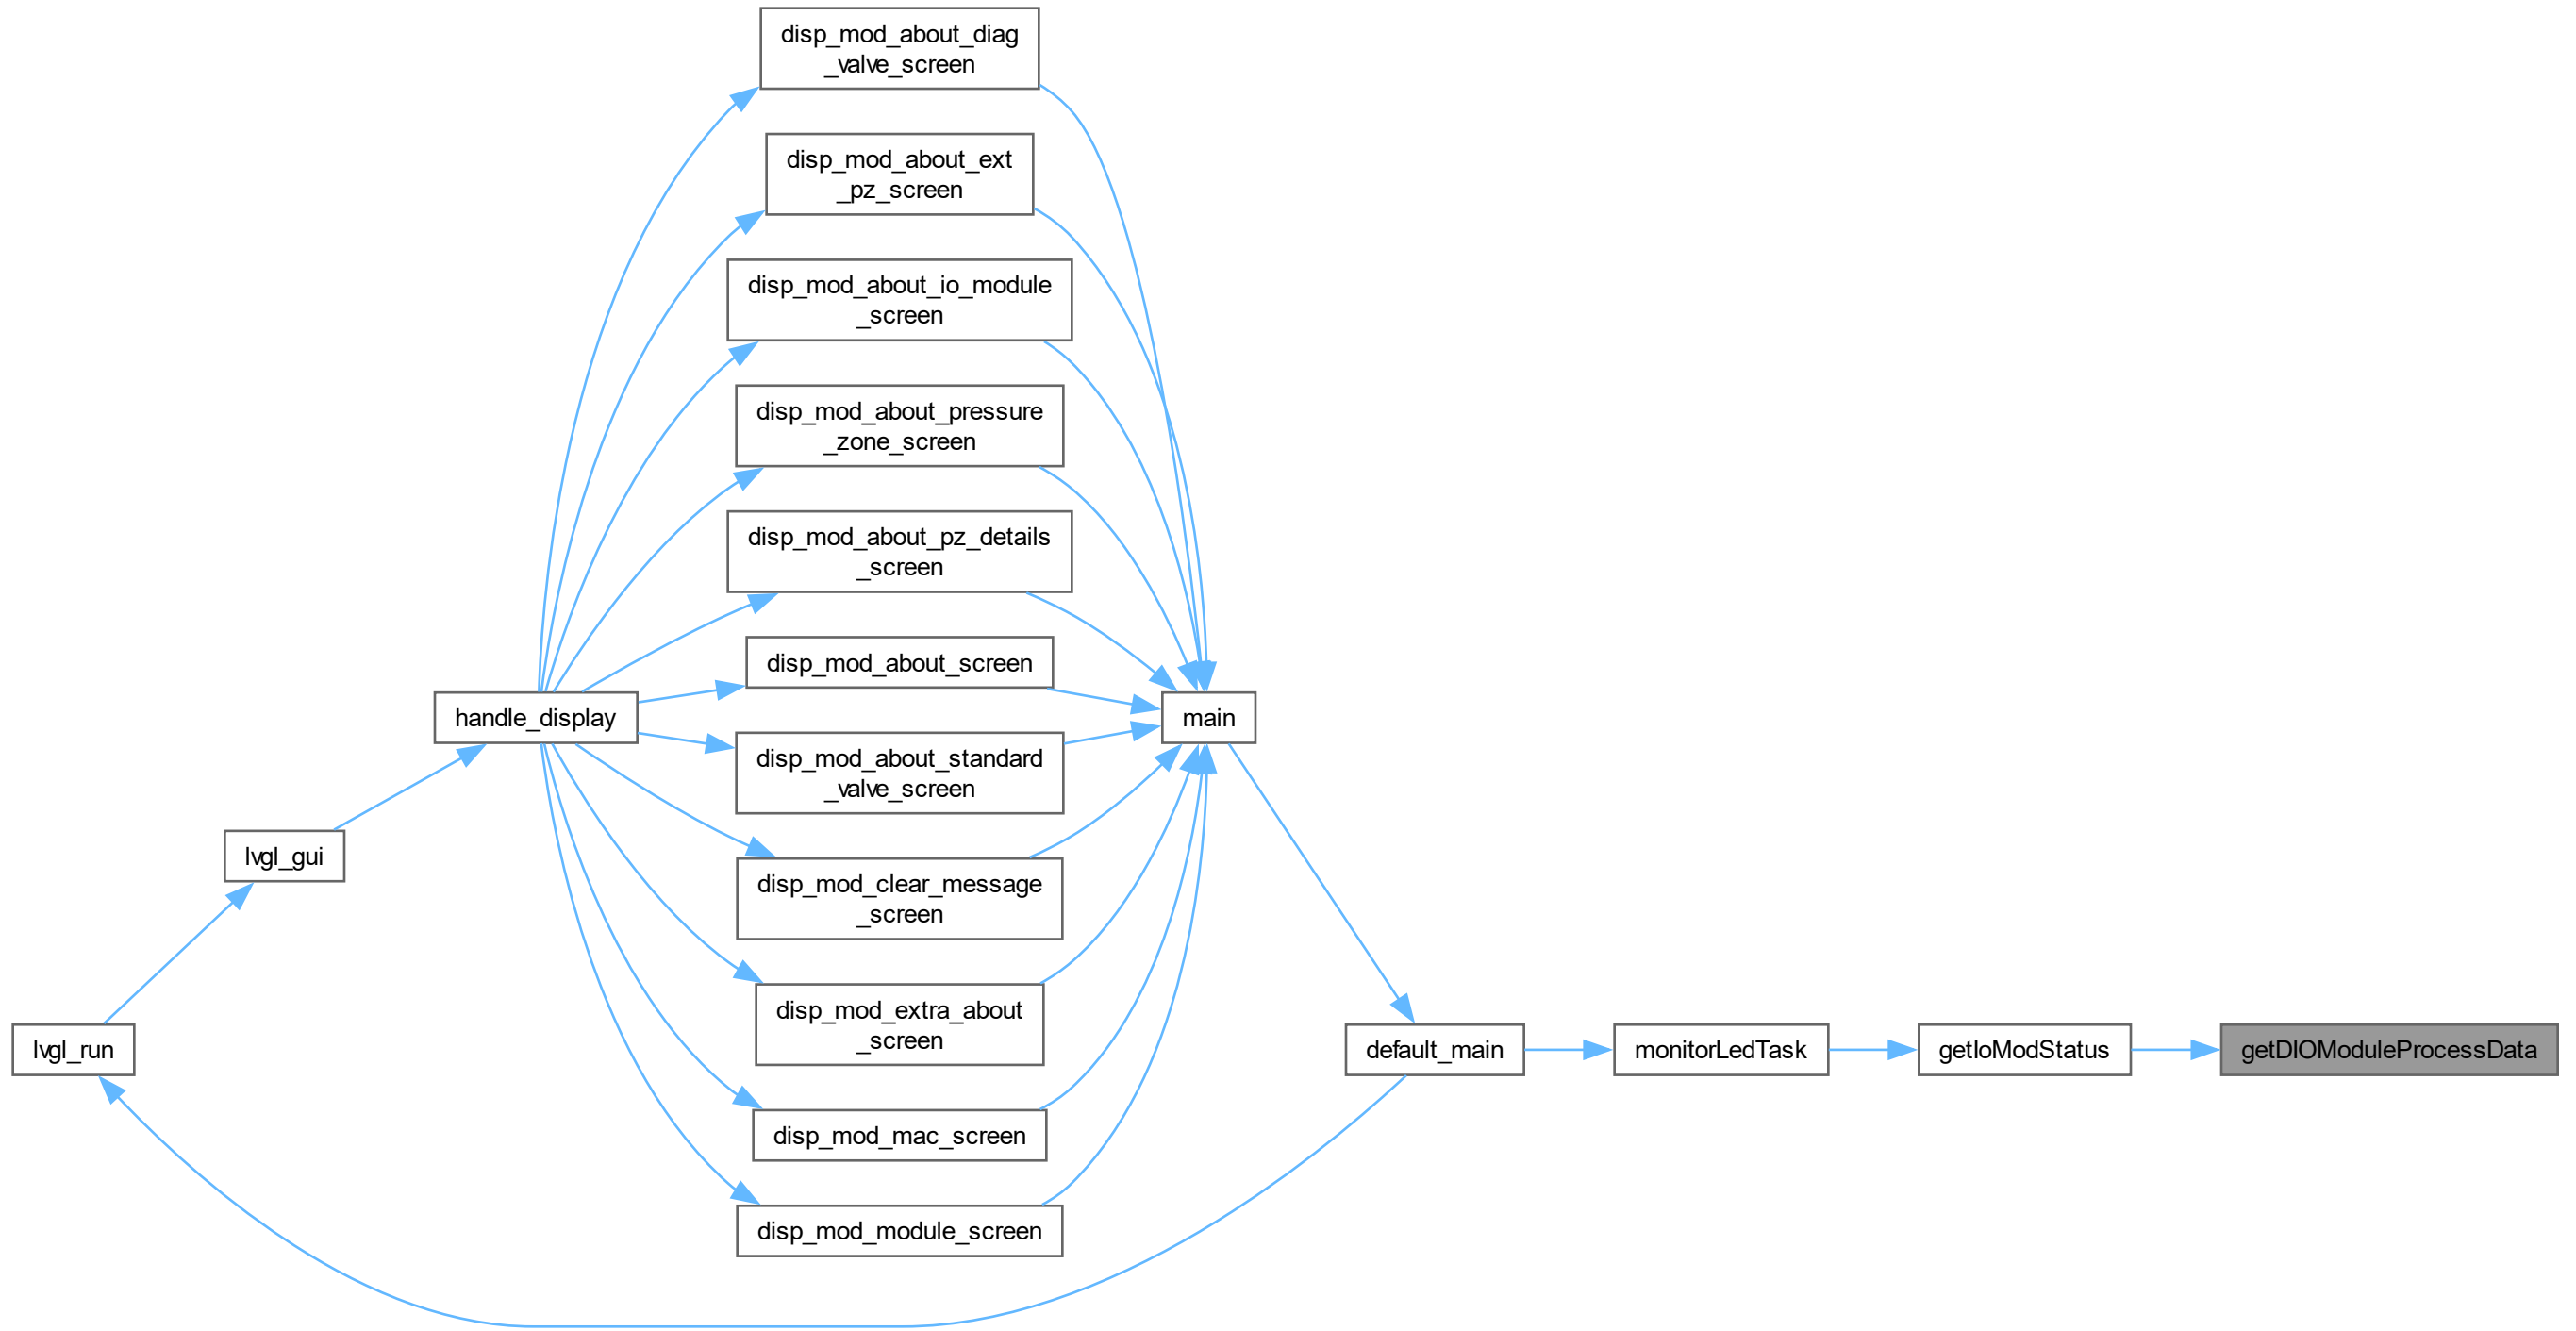 disp_mod_about_diag
_valve_screen
disp_mod_about_ext
_pz_screen
disp_mod_about_io_module
_screen
disp_mod_about_pressure
_zone_screen
disp_mod_about_pz_details
_screen
disp_mod_about_screen
handle_display
main
disp_mod_about_standard
_valve_screen
lvgl_gui
disp_mod_clear_message
_screen
disp_mod_extra_about
_screen
lvgl_run
default_main
monitorLedTask
getIoModStatus
getDIOModuleProcessData
disp_mod_mac_screen
disp_mod_module_screen